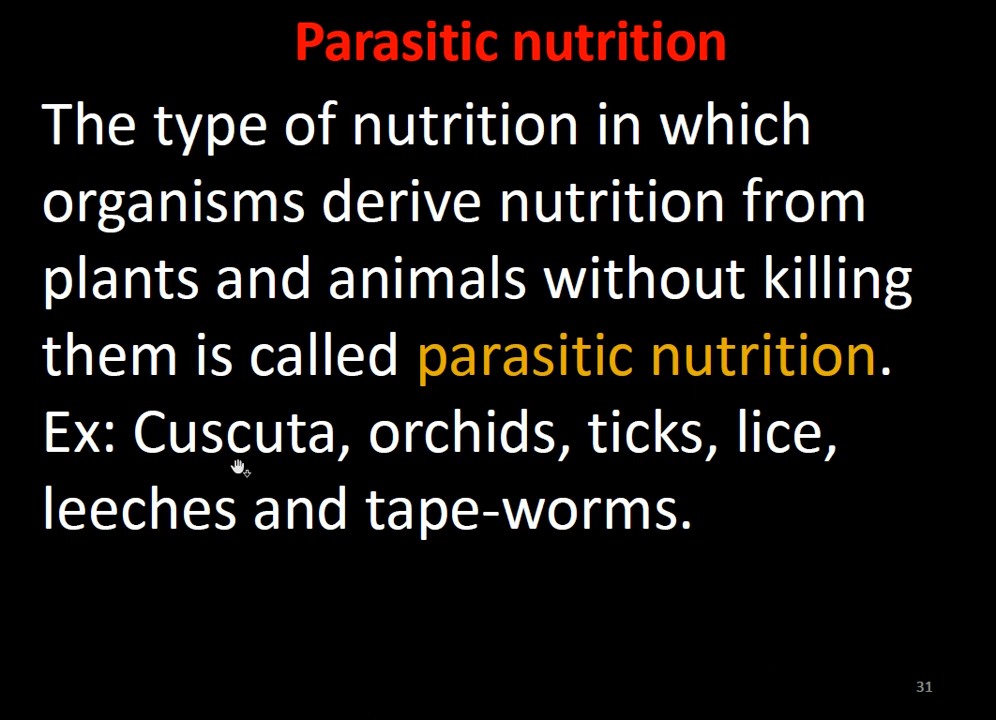 Parasitic nutrition
The type of nutrition in which
organisms derive nutrition from
plants and animals without killing
them is called parasitic nutrition.
Ex: Cuscuta, orchids, ticks, lice,
leeches and tape-worms.
31